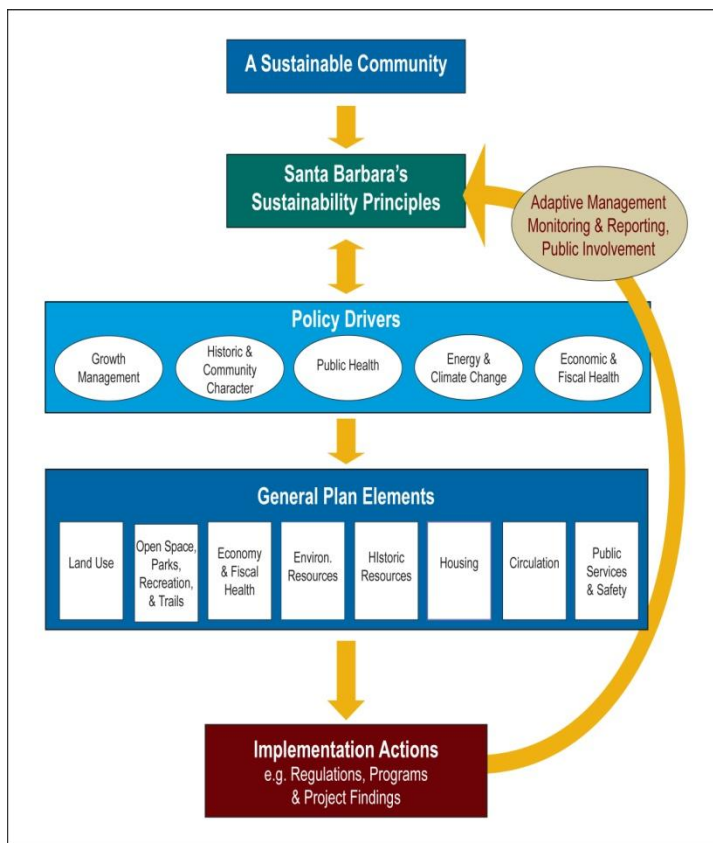 A Sustainable Community
Santa Barbara's
Sustainability Principles
Adaptive Management
Monitoring & Reporting,
Public Involvement
Policy Drivers
Growth
Management
Historic &
Community
Character
Public Health
Energy &
Climate Change
Economic &
Fiscal Health
General Plan Elements
Land Use
Open Space,
Parks,
Recreation,
& Trails
Economy
& Fiscal
Health
Environ.
Resources
HIstoric
Resources
Housing
Circulation
Public
Services
& Safety
Implementation Actions
e.g. Regulations, Programs
& Project Findings